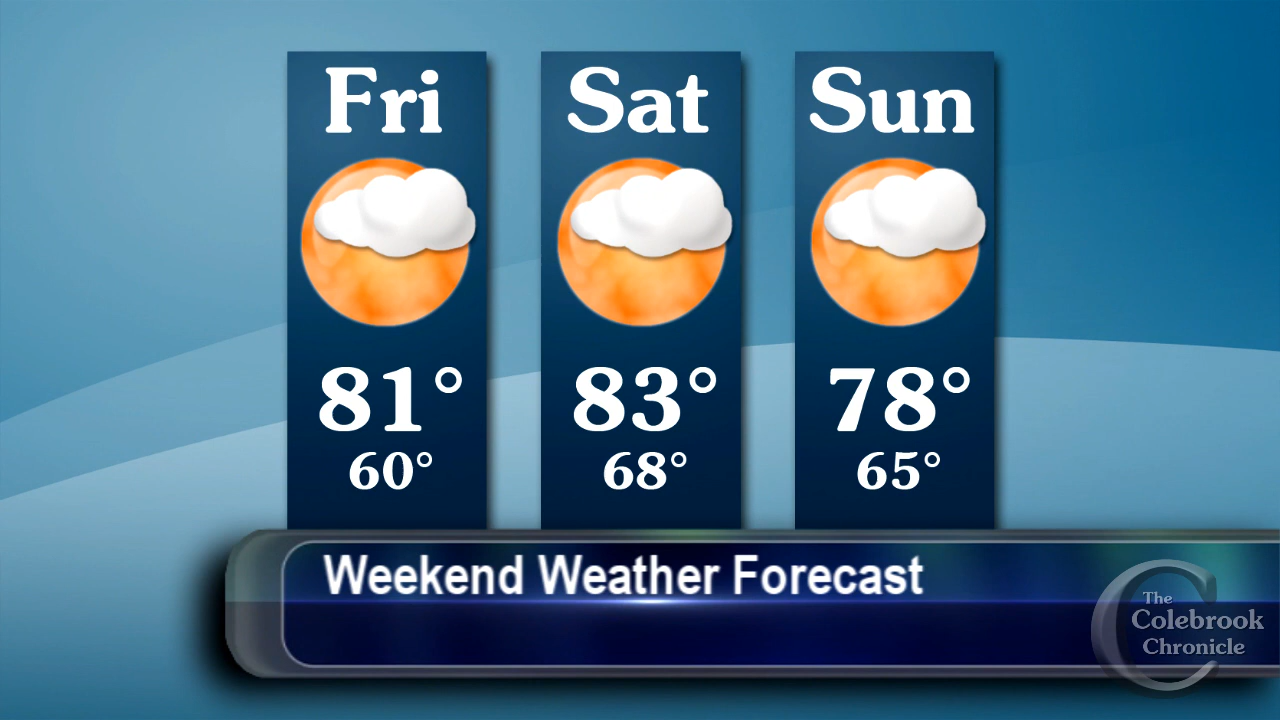 Fri
81°
60°
Sat
83°
68°
Sun
78°
65°
Weekend Weather Forecast
The
Colebrook
Chronicle